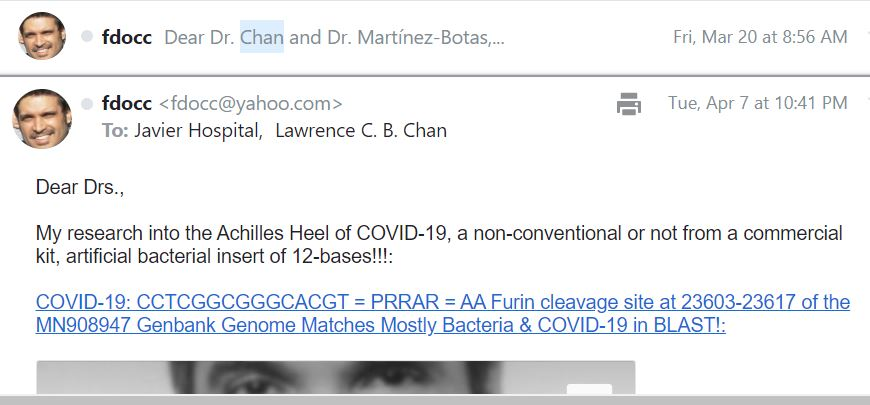 fdocc Dear Dr. Chan and Dr. Martínez-Botas,... Fri, Mar 20 at 8:56 AM
fdocc <fdocc@yahoo.com> Tue, Apr 7 at 10:41 PM
To: Javier Hospital, Lawrence C. B. Chan
Dear Drs.,
My research into the Achilles Heel of COVID-19, a non-conventional or not from a commercial
kit, artificial bacterial insert of 12-bases!!!:
COVID-19: CCTCGGCGGGCACGT = PRRAR = AA Furin cleavage site at 23603-23617 of the
MN908947 Genbank Genome Matches Mostly Bacteria & COVID-19 in BLAST!: